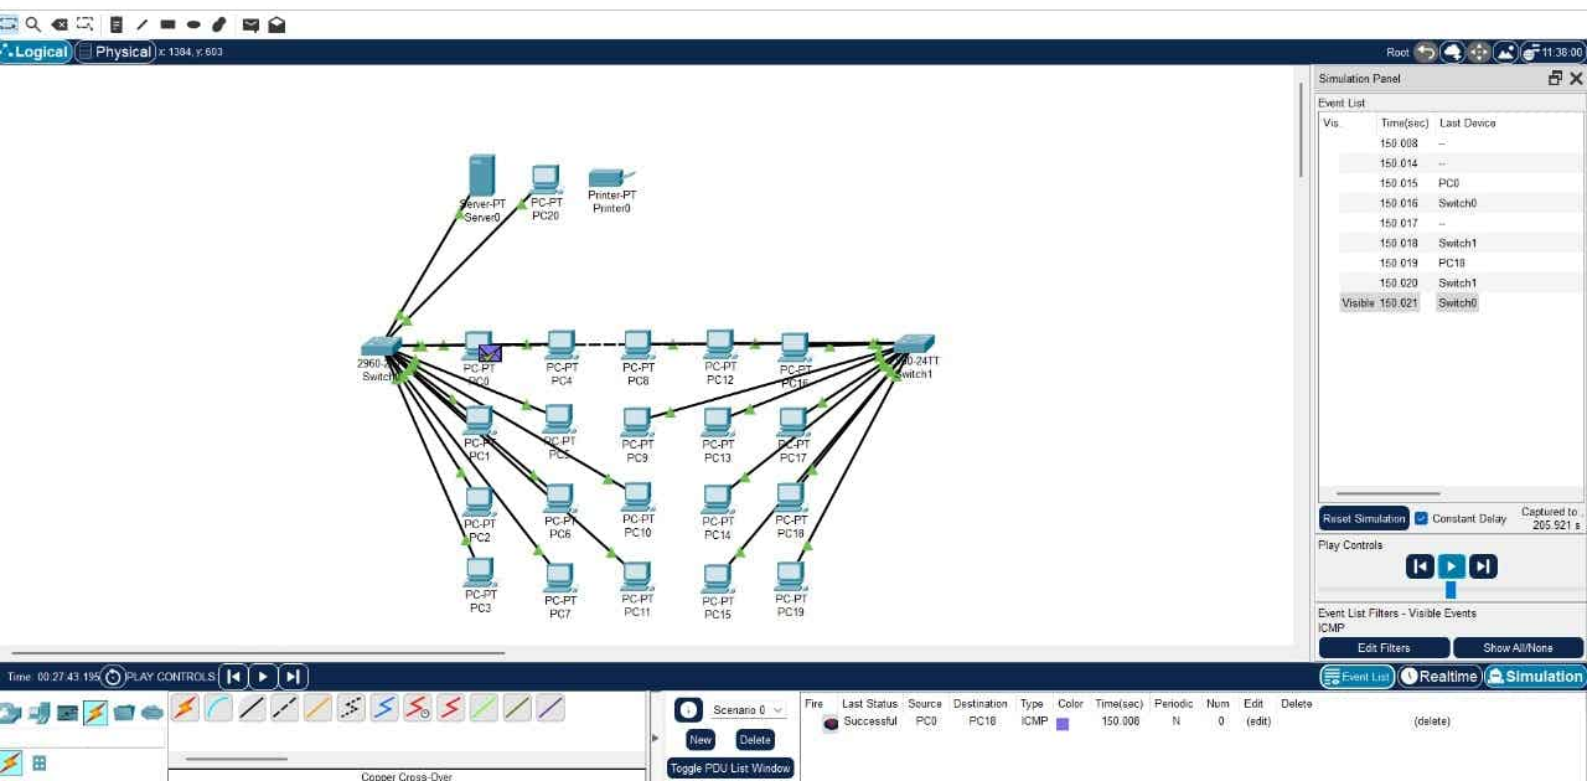 Logical Physical x: 1384, y: 603 Root 11:38:00
Simulation Panel
Event List
Vis. Time(sec) Last Device
150.008 --
150.014 --
150.015 PC0
150.016 Switch0
150.017 --
150.018 Switch1
150.019 PC18
150.020 Switch1
Visible 150.021 Switch0
Reset Simulation Constant Delay Captured to:
205.921 s
Play Controls
Event List Filters - Visible Events
ICMP
Edit Filters Show All/None
Server-PT
Server0
PC-PT
PC20
Printer-PT
Printer0
2960-2
Switch
PC-PT
PC0
PC-PT
PC4
PC-PT
PC8
PC-PT
PC12
PC-PT
PC16
60-24TT
Switch1
PC-PT
PC1
PC-PT
PC5
PC-PT
PC9
PC-PT
PC13
PC-PT
PC17
PC-PT
PC2
PC-PT
PC6
PC-PT
PC10
PC-PT
PC14
PC-PT
PC18
PC-PT
PC3
PC-PT
PC7
PC-PT
PC11
PC-PT
PC15
PC-PT
PC19
Time: 00:27:43.195 PLAY CONTROLS: Event List Realtime Simulation
Scenario 0
New Delete
Toggle PDU List Window
Fire Last Status Source Destination Type Color Time(sec) Periodic Num Edit Delete
Successful PC0 PC18 ICMP 150.008 N 0 (edit) (delete)
Copper Cross-Over